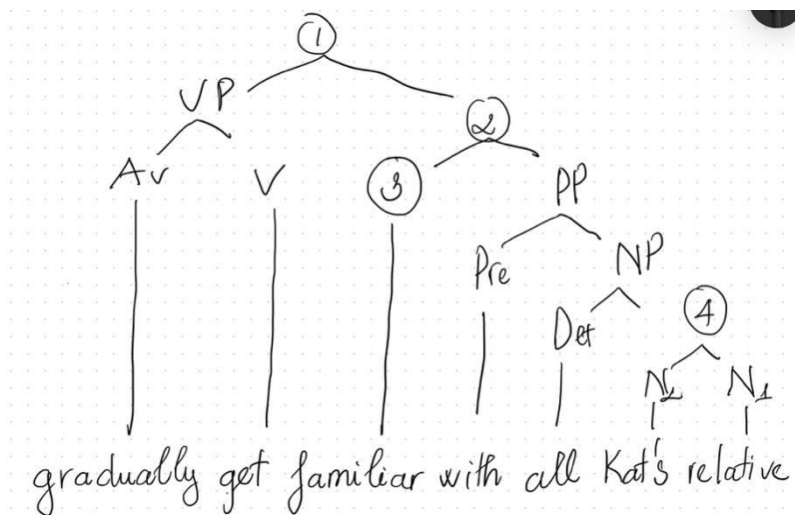 ①
VP
②
Av V ③ PP
Pre NP
Det ④
N₂ N₁
gradually get familiar with all Kat's relative